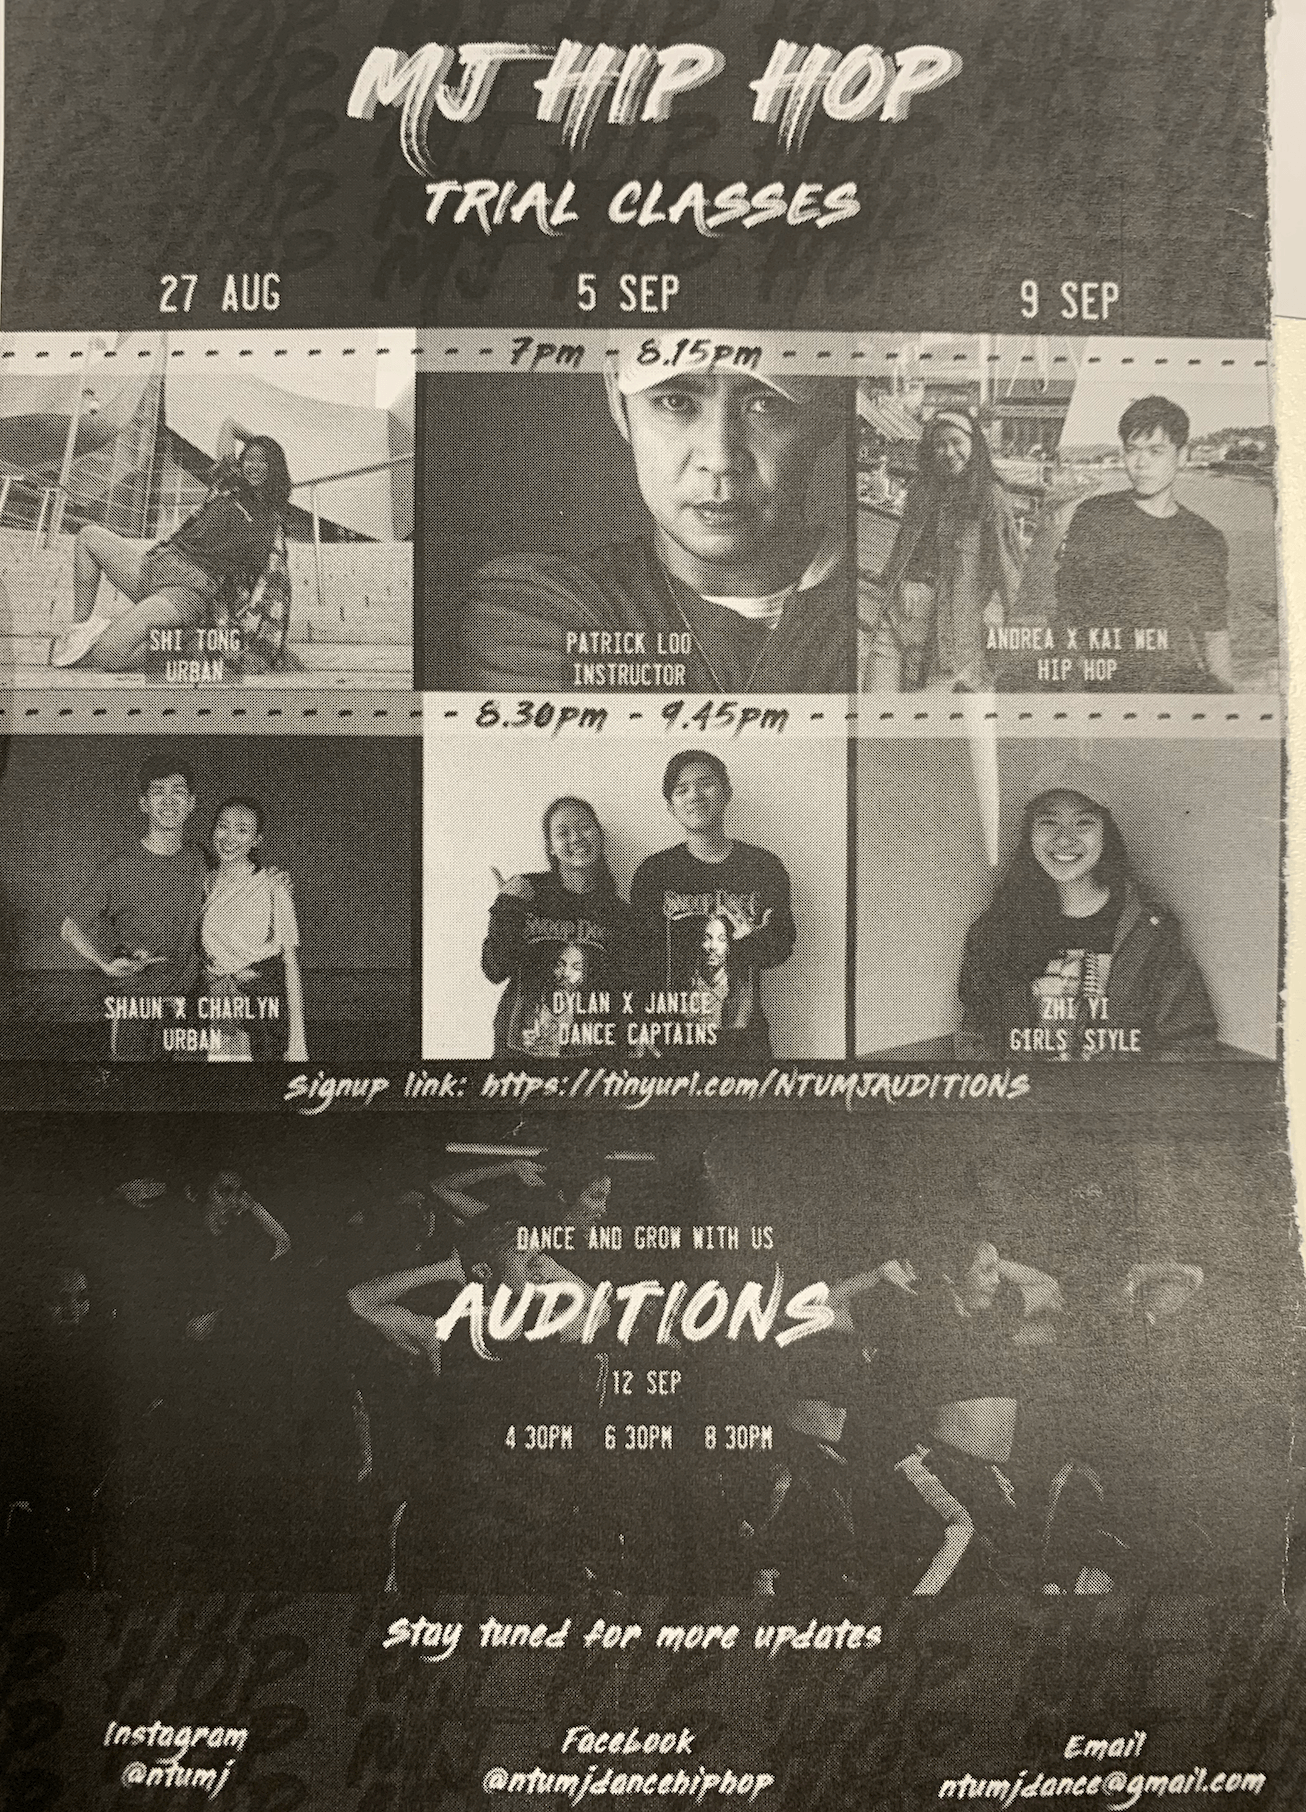 MJ HIP HOP
TRIAL CLASSES
27 AUG
5 SEP
9 SEP
7pm - 8.15pm
SHI TONG
URBAN
PATRICK LOO
INSTRUCTOR
ANDREA X KAI WEN
HIP HOP
8.30pm - 9.45pm
SHAUN X CHARLYN
URBAN
DYLAN X JANICE
DANCE CAPTAINS
ZHI YI
GIRLS STYLE
Signup link: https://tinyurl.com/NTUMJAUDITIONS
DANCE AND GROW WITH US
AUDITIONS
12 SEP
4 30PM 6 30PM 8 30PM
Stay tuned for more updates
Instagram
@ntumj
Facebook
@ntumjdancehiphop
Email
ntumjdance@gmail.com